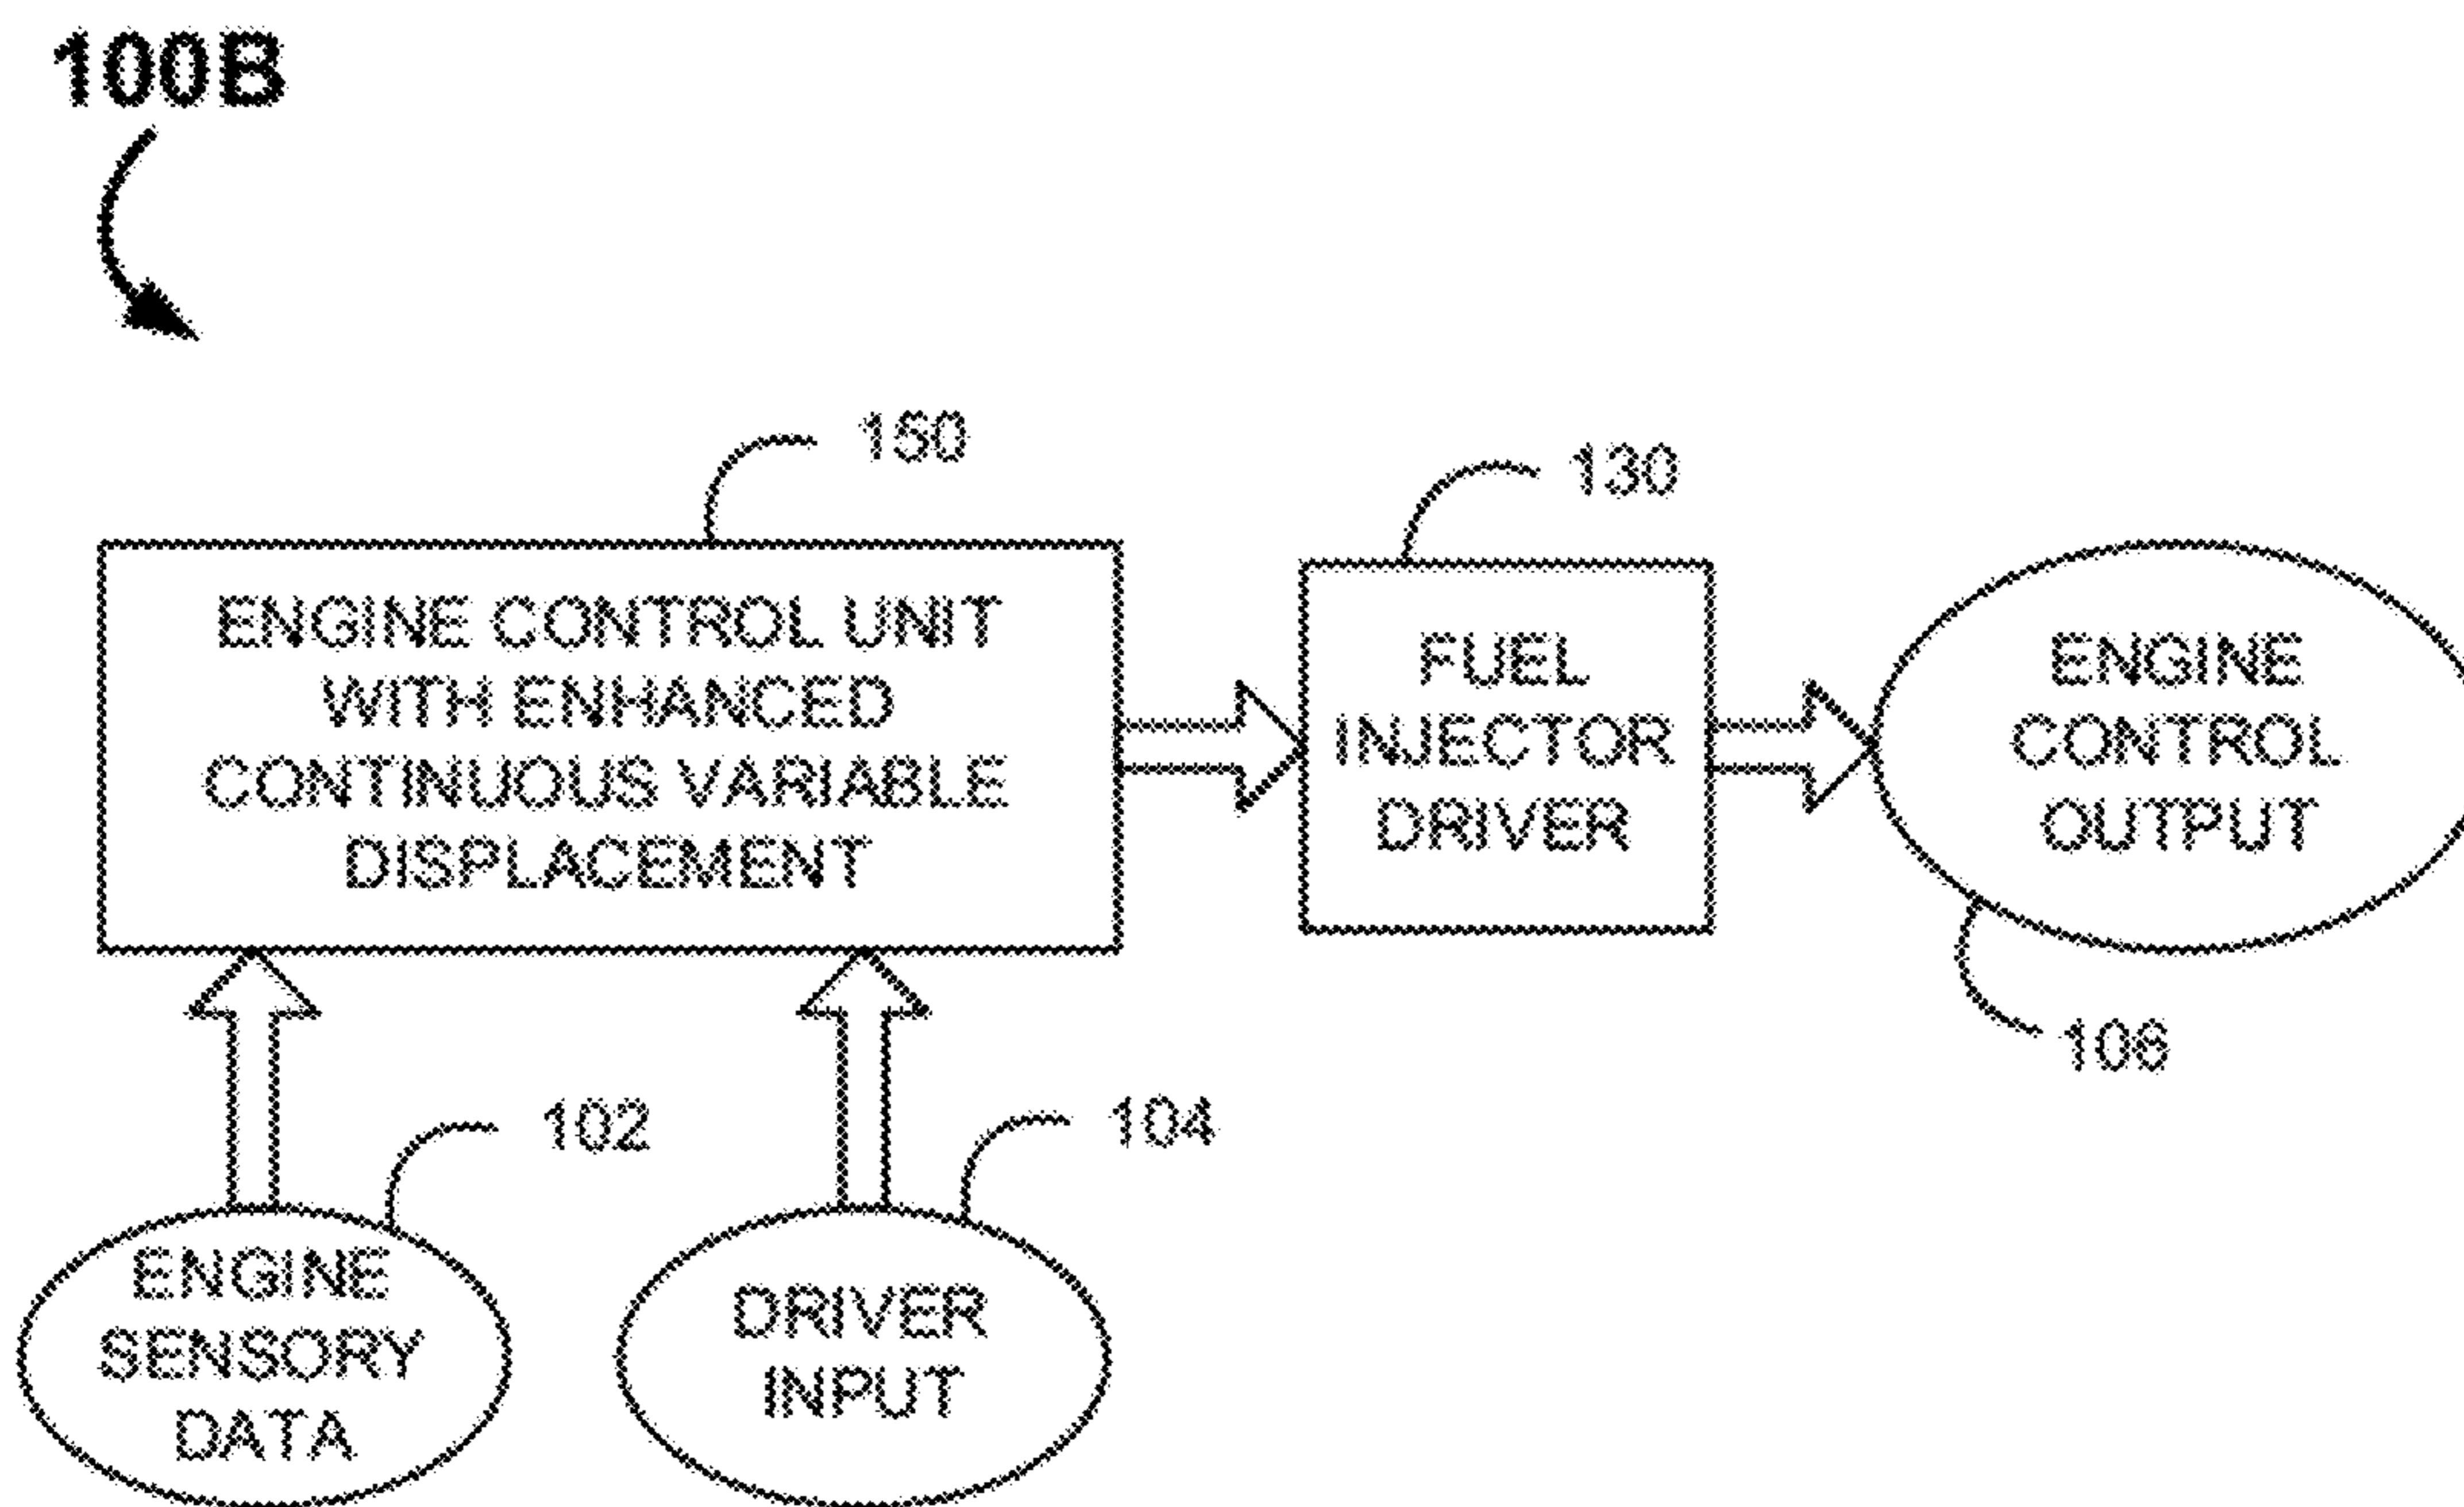 100B
150
130
ENGINE CONTROL UNIT
WITH ENHANCED
CONTINUOUS VARIABLE
DISPLACEMENT
FUEL
INJECTOR
DRIVER
ENGINE
CONTROL
OUTPUT
106
102
104
ENGINE
SENSORY
DATA
DRIVER
INPUT